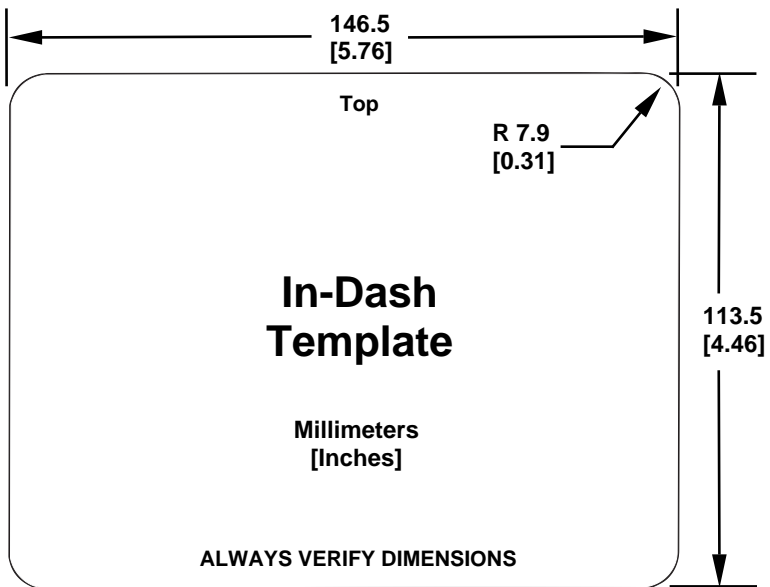 146.5
[5.76]
Top
R 7.9
[0.31]
In-Dash
Template
113.5
[4.46]
Millimeters
[Inches]
ALWAYS VERIFY DIMENSIONS